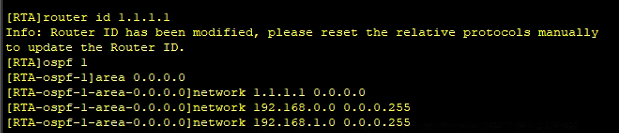 [RTA]router id 1.1.1.1
Info: Router ID has been modified, please reset the relative protocols manually
to update the Router ID.
[RTA]ospf 1
[RTA-ospf-1]area 0.0.0.0
[RTA-ospf-1-area-0.0.0.0]network 1.1.1.1 0.0.0.0
[RTA-ospf-1-area-0.0.0.0]network 192.168.0.0 0.0.0.255
[RTA-ospf-1-area-0.0.0.0]network 192.168.1.0 0.0.0.255